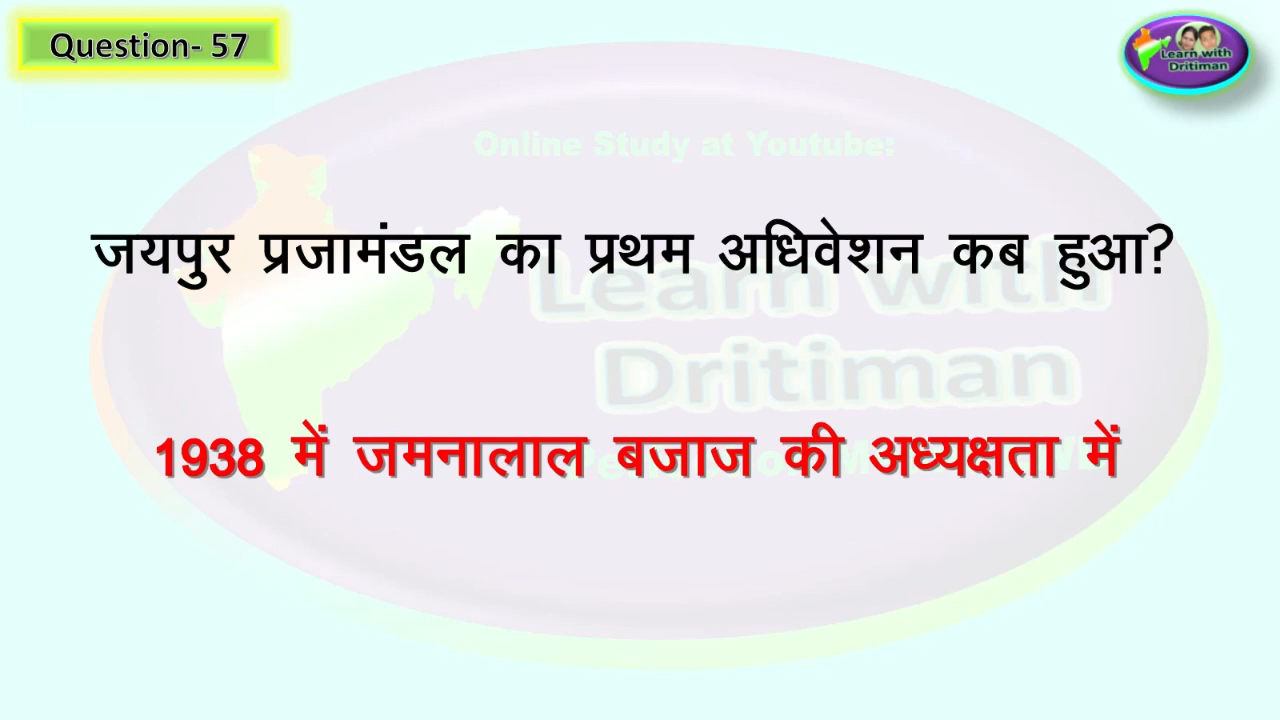 Question- 57
Learn with
Dritiman
Online Study at Youtube:
जयपुर प्रजामंडल का प्रथम अधिवेशन कब हुआ?
Learn with
Dritiman
1938 में जमनालाल बजाज की अध्यक्षता में